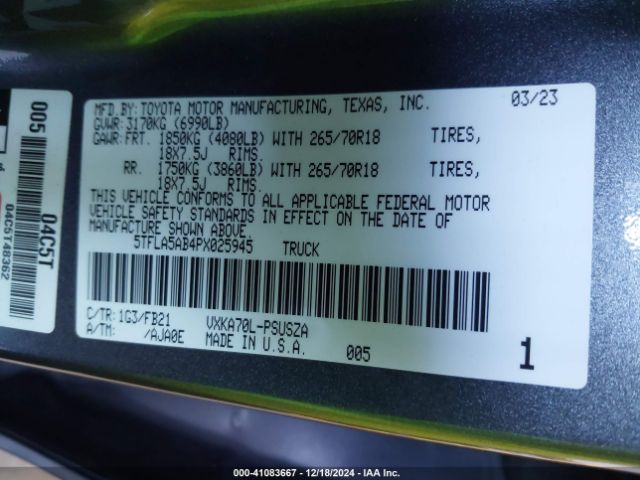 MFD.BY: TOYOTA MOTOR MANUFACTURING, TEXAS, INC. 03/23
GVWR: 3170KG (6990LB)
GAWR: FRT. 1850KG (4080LB) WITH 265/70R18 TIRES,
18X7.5J RIMS.
RR. 1750KG (3860LB) WITH 265/70R18 TIRES,
18X7.5J RIMS.
THIS VEHICLE CONFORMS TO ALL APPLICABLE FEDERAL MOTOR
VEHICLE SAFETY STANDARDS IN EFFECT ON THE DATE OF
MANUFACTURE SHOWN ABOVE.
5TFLA5AB4PX025945 TRUCK
C/TR: 1G3/FB21 VXKA70L-PSUSZA
A/TM: /AJA0E MADE IN U.S.A. 005
1
005
04C5T
04C5T48362
000-41083667 - 12/18/2024 - IAA Inc.